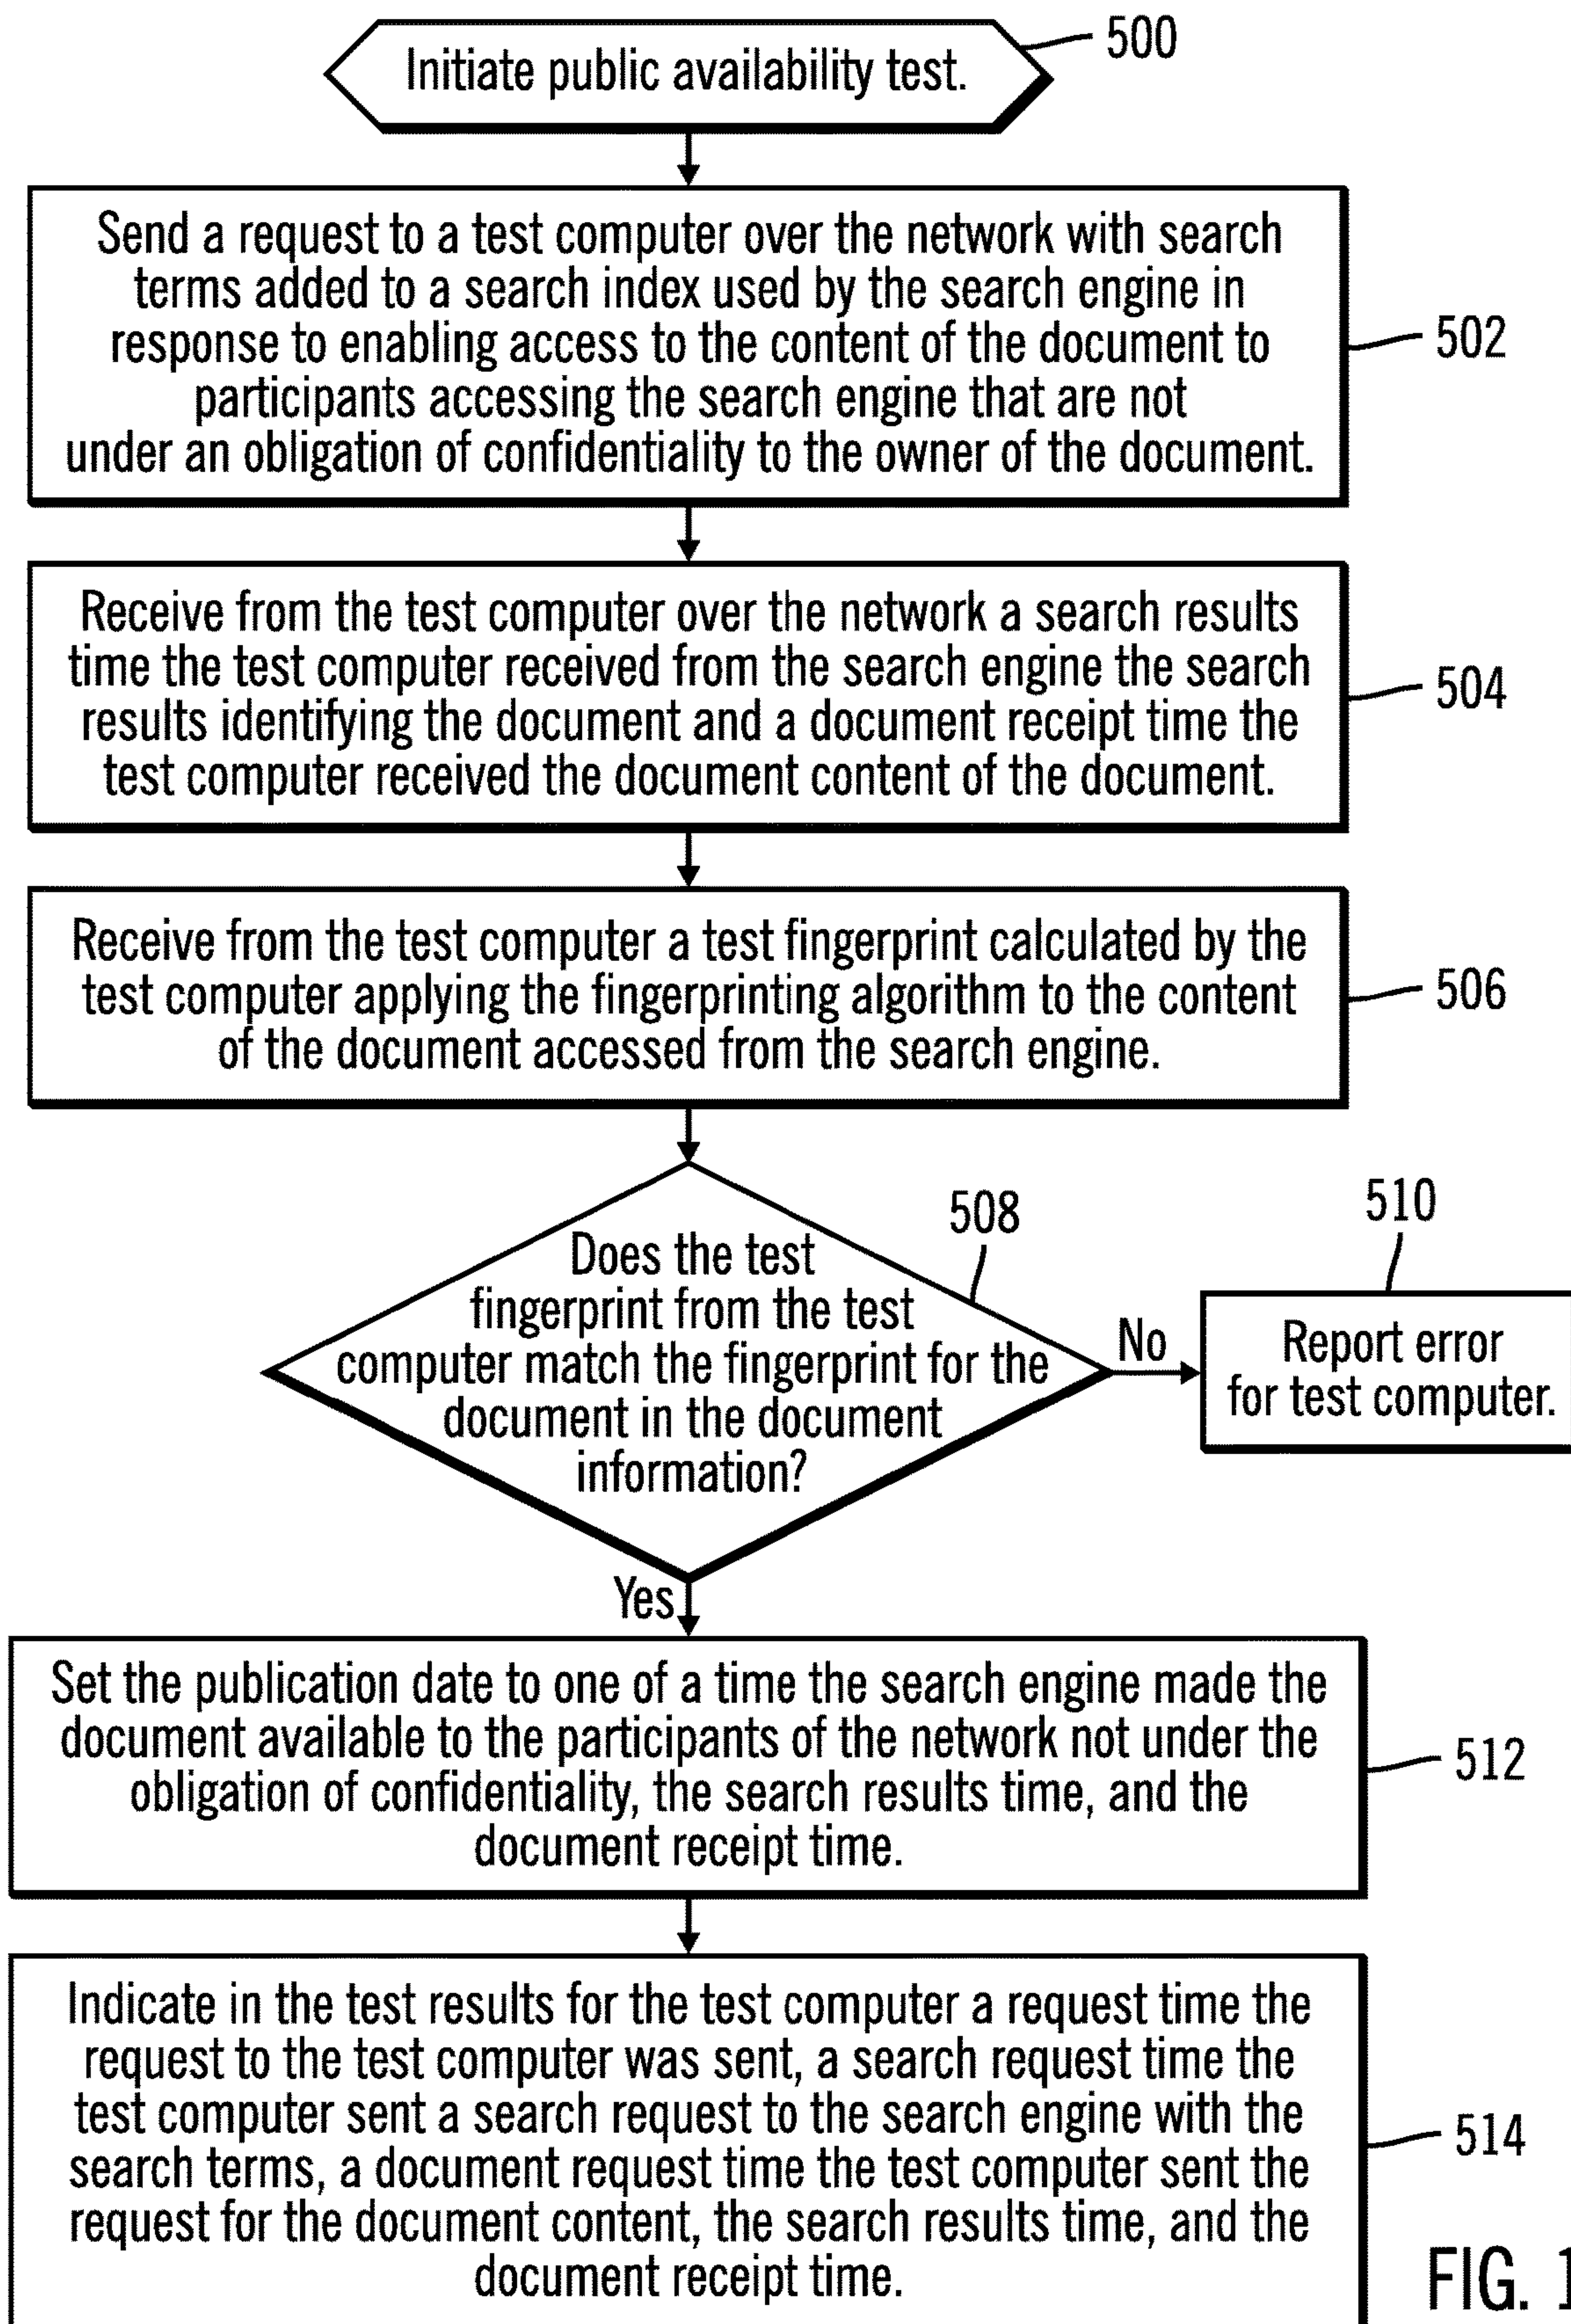 500
Initiate public availability test.
Send a request to a test computer over the network with search
terms added to a search index used by the search engine in
response to enabling access to the content of the document to
participants accessing the search engine that are not
under an obligation of confidentiality to the owner of the document.
502
Receive from the test computer over the network a search results
time the test computer received from the search engine the search
results identifying the document and a document receipt time the
test computer received the document content of the document.
504
Receive from the test computer a test fingerprint calculated by the
test computer applying the fingerprinting algorithm to the content
of the document accessed from the search engine.
506
508
Does the test
fingerprint from the test
computer match the fingerprint for the
document in the document
information?
No
510
Report error
for test computer.
Yes
Set the publication date to one of a time the search engine made the
document available to the participants of the network not under the
obligation of confidentiality, the search results time, and the
document receipt time.
512
Indicate in the test results for the test computer a request time the
request to the test computer was sent, a search request time the
test computer sent a search request to the search engine with the
search terms, a document request time the test computer sent the
request for the document content, the search results time, and the
document receipt time.
514
FIG. 1